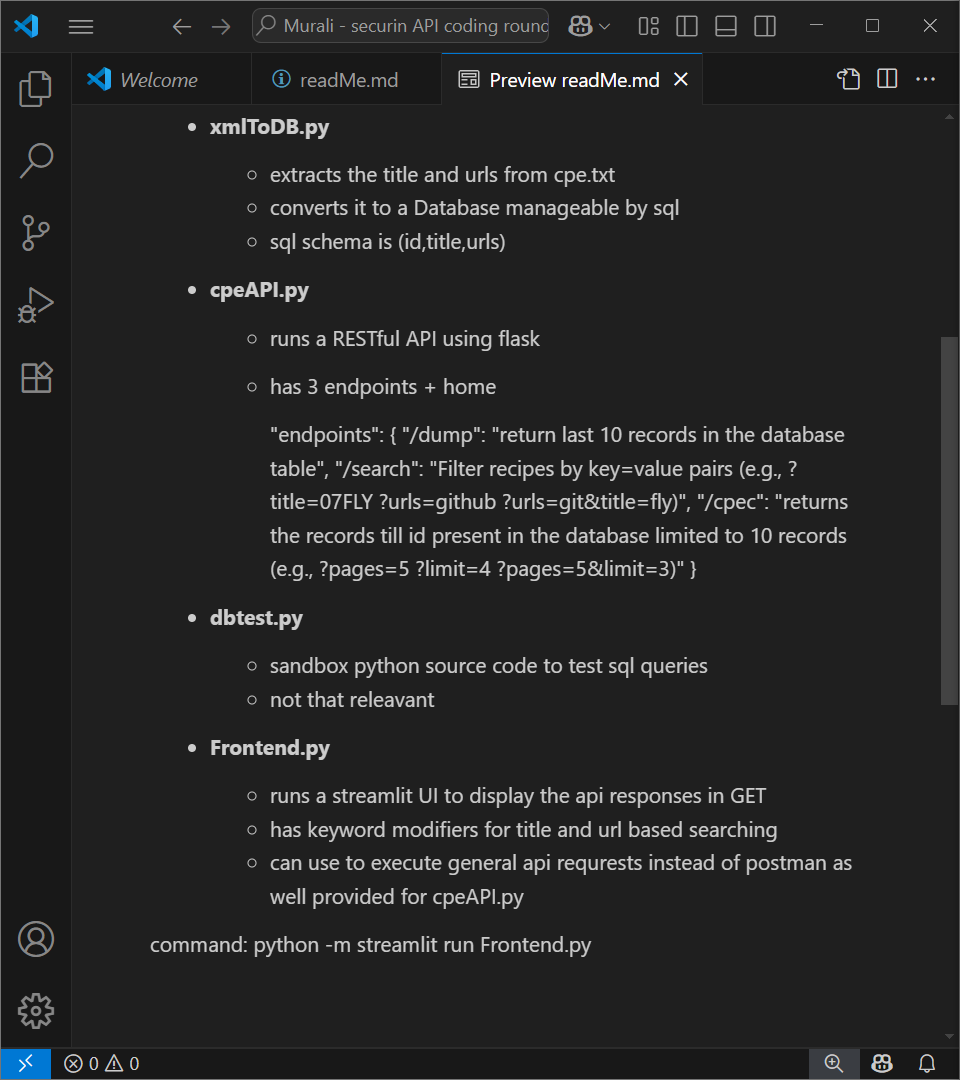 Murali - securin API coding round
Welcome
readMe.md
Preview readMe.md
xmlToDB.py
extracts the title and urls from cpe.txt
converts it to a Database manageable by sql
sql schema is (id,title,urls)
cpeAPI.py
runs a RESTful API using flask
has 3 endpoints + home
"endpoints": { "/dump": "return last 10 records in the database
table", "/search": "Filter recipes by key=value pairs (e.g., ?
title=07FLY ?urls=github ?urls=git&title=fly)", "/cpec": "returns
the records till id present in the database limited to 10 records
(e.g., ?pages=5 ?limit=4 ?pages=5&limit=3)" }
dbtest.py
sandbox python source code to test sql queries
not that releavant
Frontend.py
runs a streamlit UI to display the api responses in GET
has keyword modifiers for title and url based searching
can use to execute general api requrests instead of postman as
well provided for cpeAPI.py
command: python -m streamlit run Frontend.py
0 0